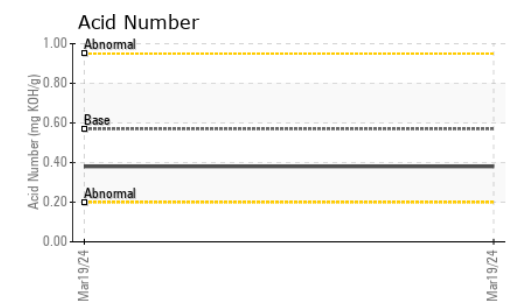 Acid Number
Acid Number (mg KOH/g)
1.00
0.80
0.60
0.40
0.20
0.00
Abnormal
Base
Abnormal
Mar19/24
Mar19/24